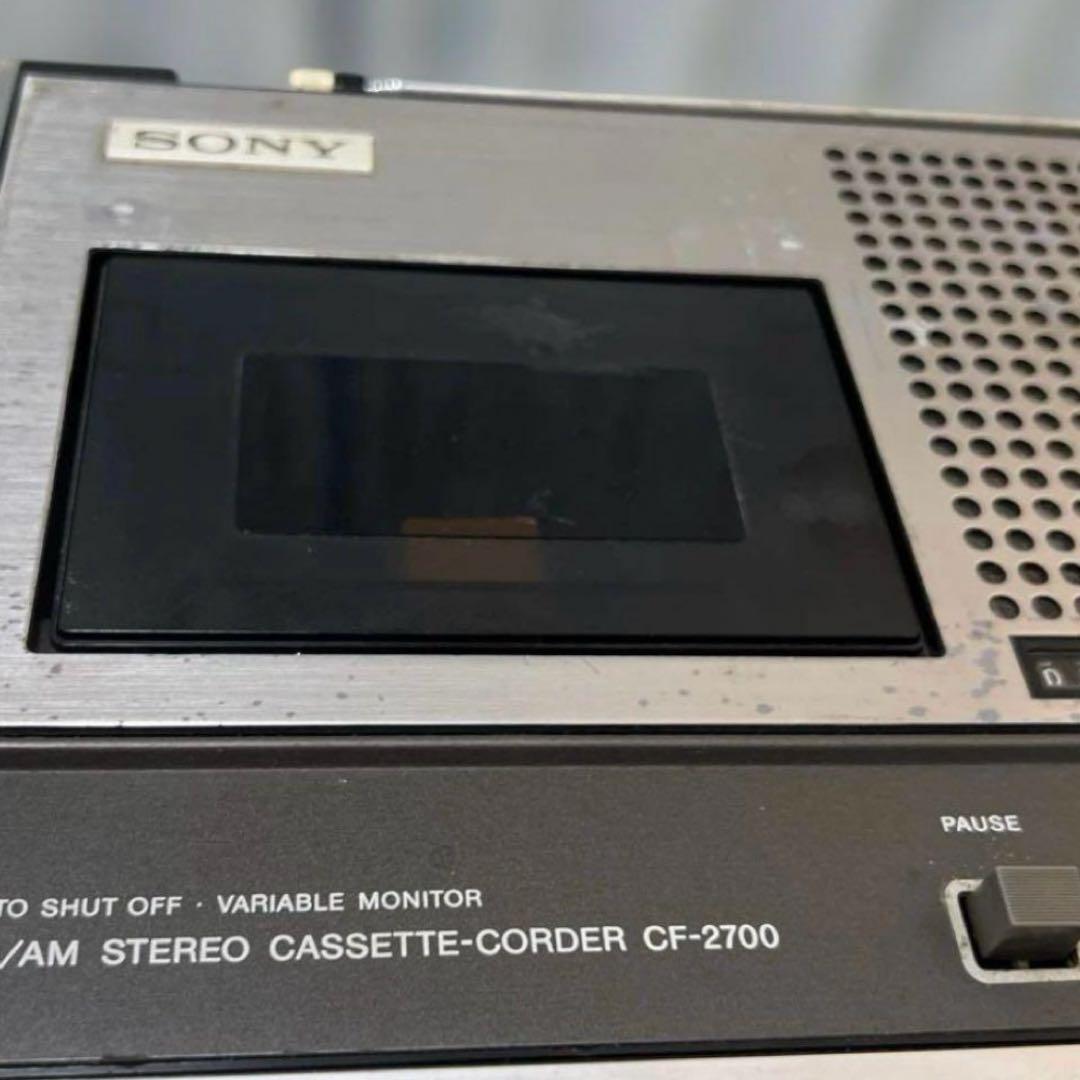 SONY
PAUSE
TO SHUT OFF · VARIABLE MONITOR
/AM STEREO CASSETTE-CORDER CF-2700